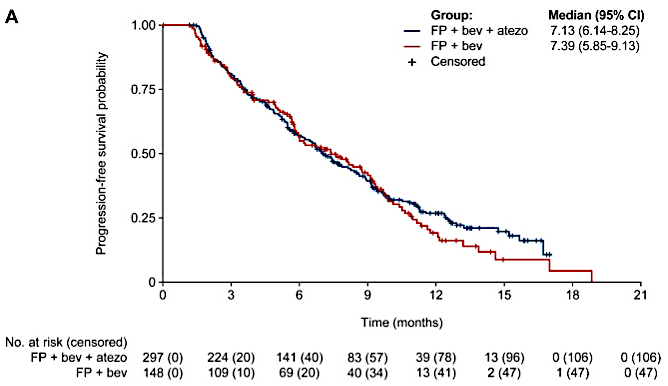 A
Group: Median (95% CI)
FP + bev + atezo 7.13 (6.14-8.25)
FP + bev 7.39 (5.85-9.13)
+ Censored
Progression-free survival probability
1.00
0.75
0.50
0.25
0
0 3 6 9 12 15 18 21
Time (months)
No. at risk (censored)
FP + bev + atezo 297 (0) 224 (20) 141 (40) 83 (57) 39 (78) 13 (96) 0 (106) 0 (106)
FP + bev 148 (0) 109 (10) 69 (20) 40 (34) 13 (41) 2 (47) 1 (47) 0 (47)